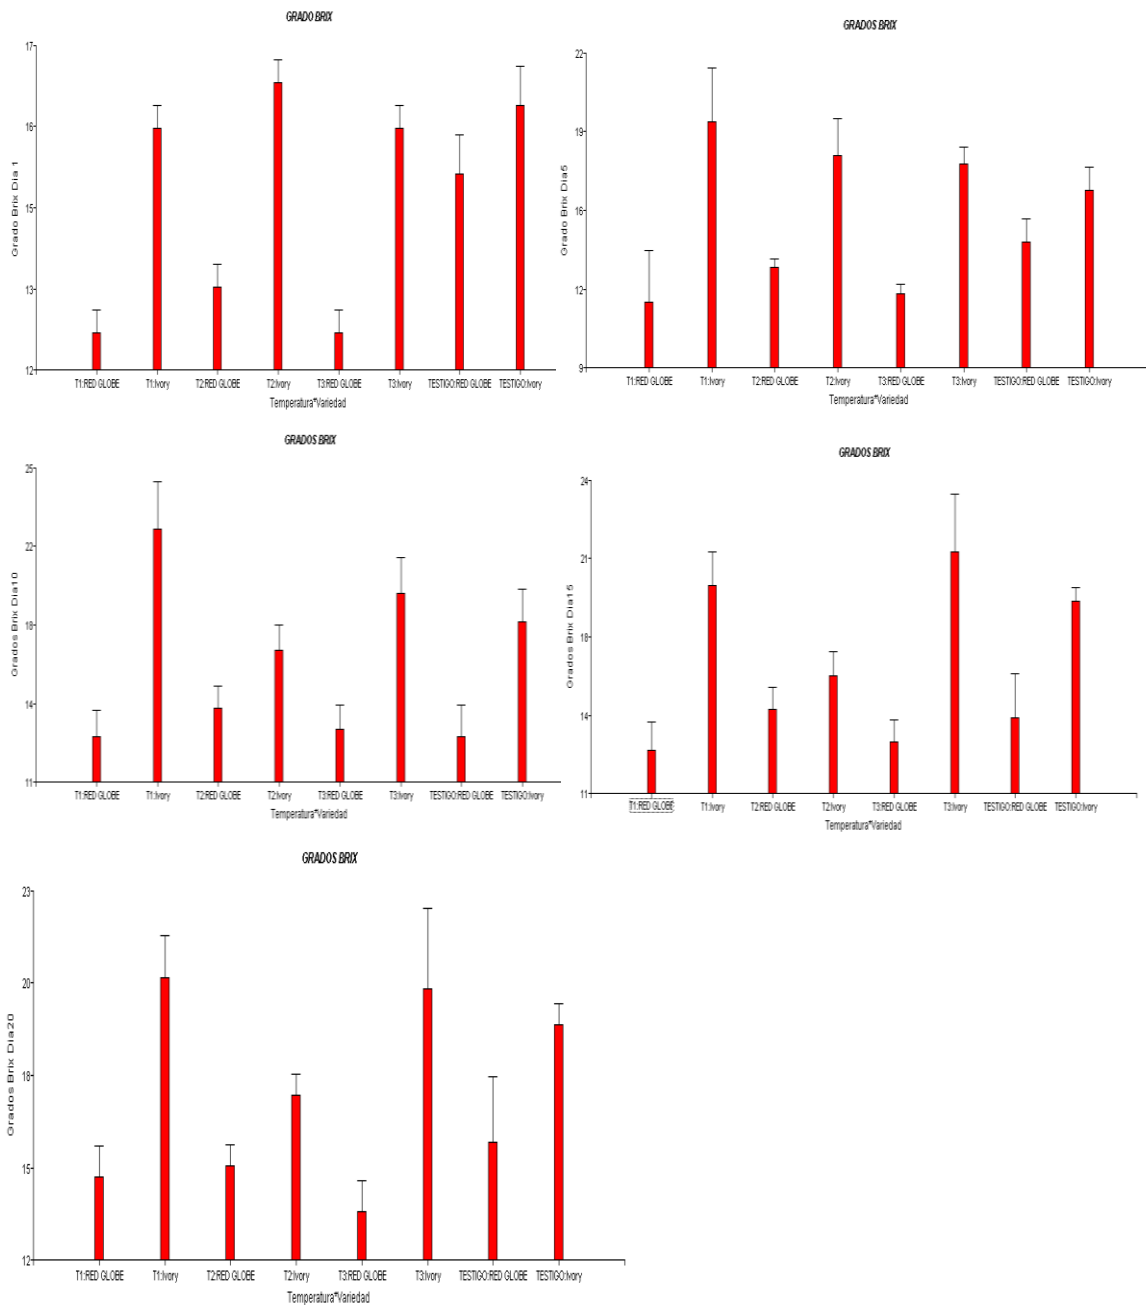 GRADO BRIX
17
16
15
13
12
Grado Brix Dia 1
T1:RED GLOBE T1:Ivory T2:RED GLOBE T2:Ivory T3:RED GLOBE T3:Ivory TESTIGO:RED GLOBE TESTIGO:Ivory
Temperatura*Variedad
GRADOS BRIX
22
19
16
12
9
Grado Brix Dia5
T1:RED GLOBE T1:Ivory T2:RED GLOBE T2:Ivory T3:RED GLOBE T3:Ivory TESTIGO:RED GLOBE TESTIGO:Ivory
Temperatura*Variedad
GRADOS BRIX
25
22
18
14
11
Grados Brix Dia10
T1:RED GLOBE T1:Ivory T2:RED GLOBE T2:Ivory T3:RED GLOBE T3:Ivory TESTIGO:RED GLOBE TESTIGO:Ivory
Temperatura*Variedad
GRADOS BRIX
24
21
18
14
11
Grados Brix Dia15
T1:RED GLOBE T1:Ivory T2:RED GLOBE T2:Ivory T3:RED GLOBE T3:Ivory TESTIGO:RED GLOBE TESTIGO:Ivory
Temperatura*Variedad
GRADOS BRIX
23
20
18
15
12
Grados Brix Dia20
T1:RED GLOBE T1:Ivory T2:RED GLOBE T2:Ivory T3:RED GLOBE T3:Ivory TESTIGO:RED GLOBE TESTIGO:Ivory
Temperatura*Variedad